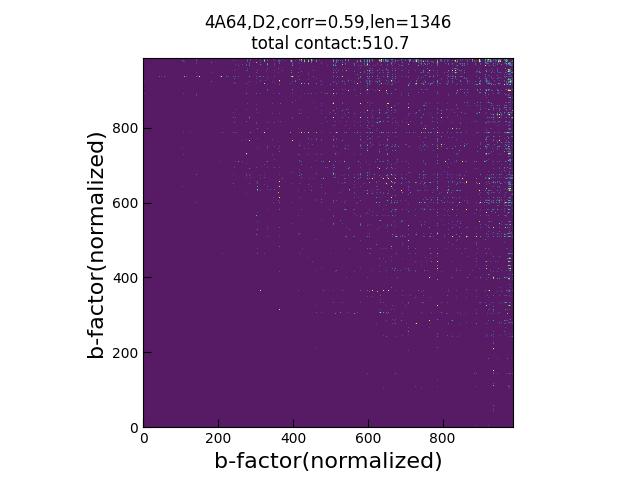 4A64,D2,corr=0.59,len=1346
total contact:510.7
b-factor(normalized)
800
600
400
200
0
0 200 400 600 800
b-factor(normalized)